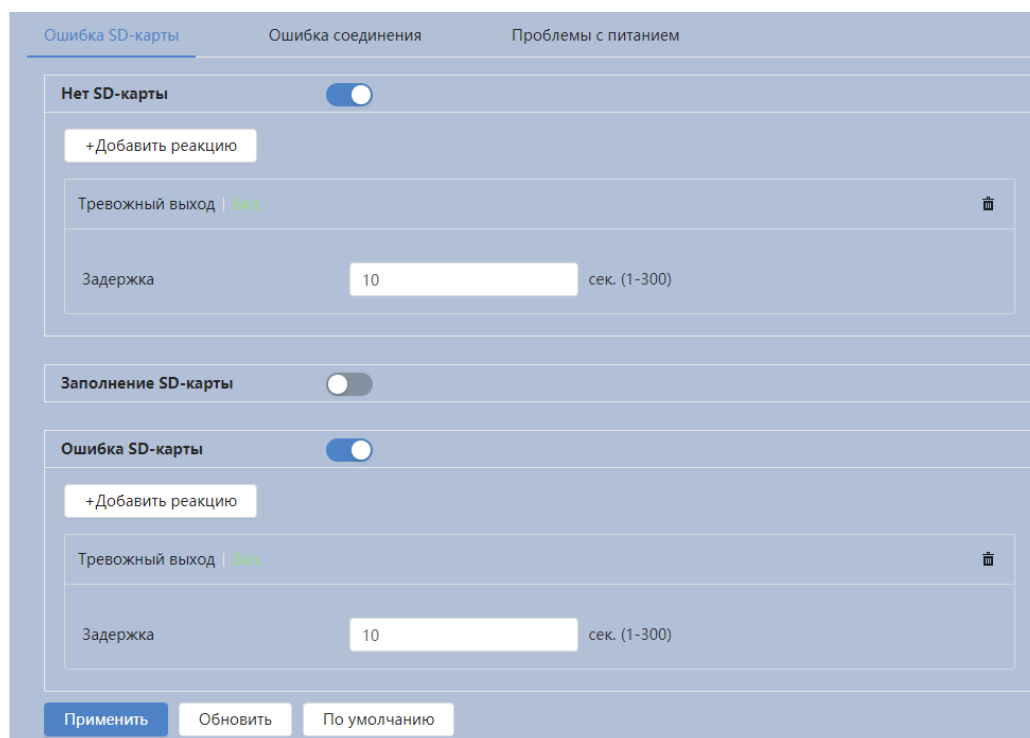 Ошибка SD-карты Ошибка соединения Проблемы с питанием
Нет SD-карты
+Добавить реакцию
Тревожный выход |
Задержка 10 сек. (1-300)
Заполнение SD-карты
Ошибка SD-карты
+Добавить реакцию
Тревожный выход |
Задержка 10 сек. (1-300)
Применить Обновить По умолчанию